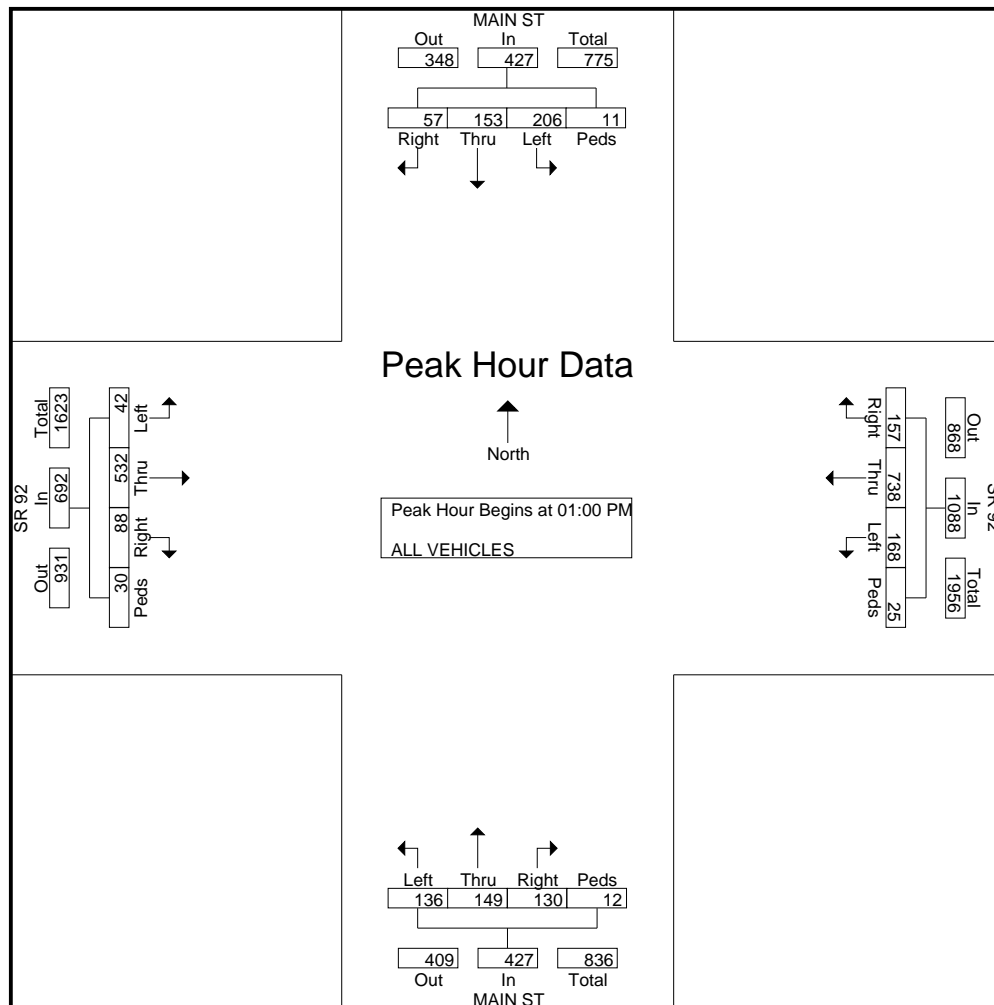 MAIN ST
Out In Total
348 427 775
57 153 206 11
Right Thru Left Peds
Peak Hour Data
North
Peak Hour Begins at 01:00 PM
ALL VEHICLES
SR 92
Total In Out
1623 692 931
42 532 88 30
Left Thru Right Peds
Right Thru Left Peds
157 738 168 25
Out In Total
868 1088 1956
SR 92
Left Thru Right Peds
136 149 130 12
409 427 836
Out In Total
MAIN ST